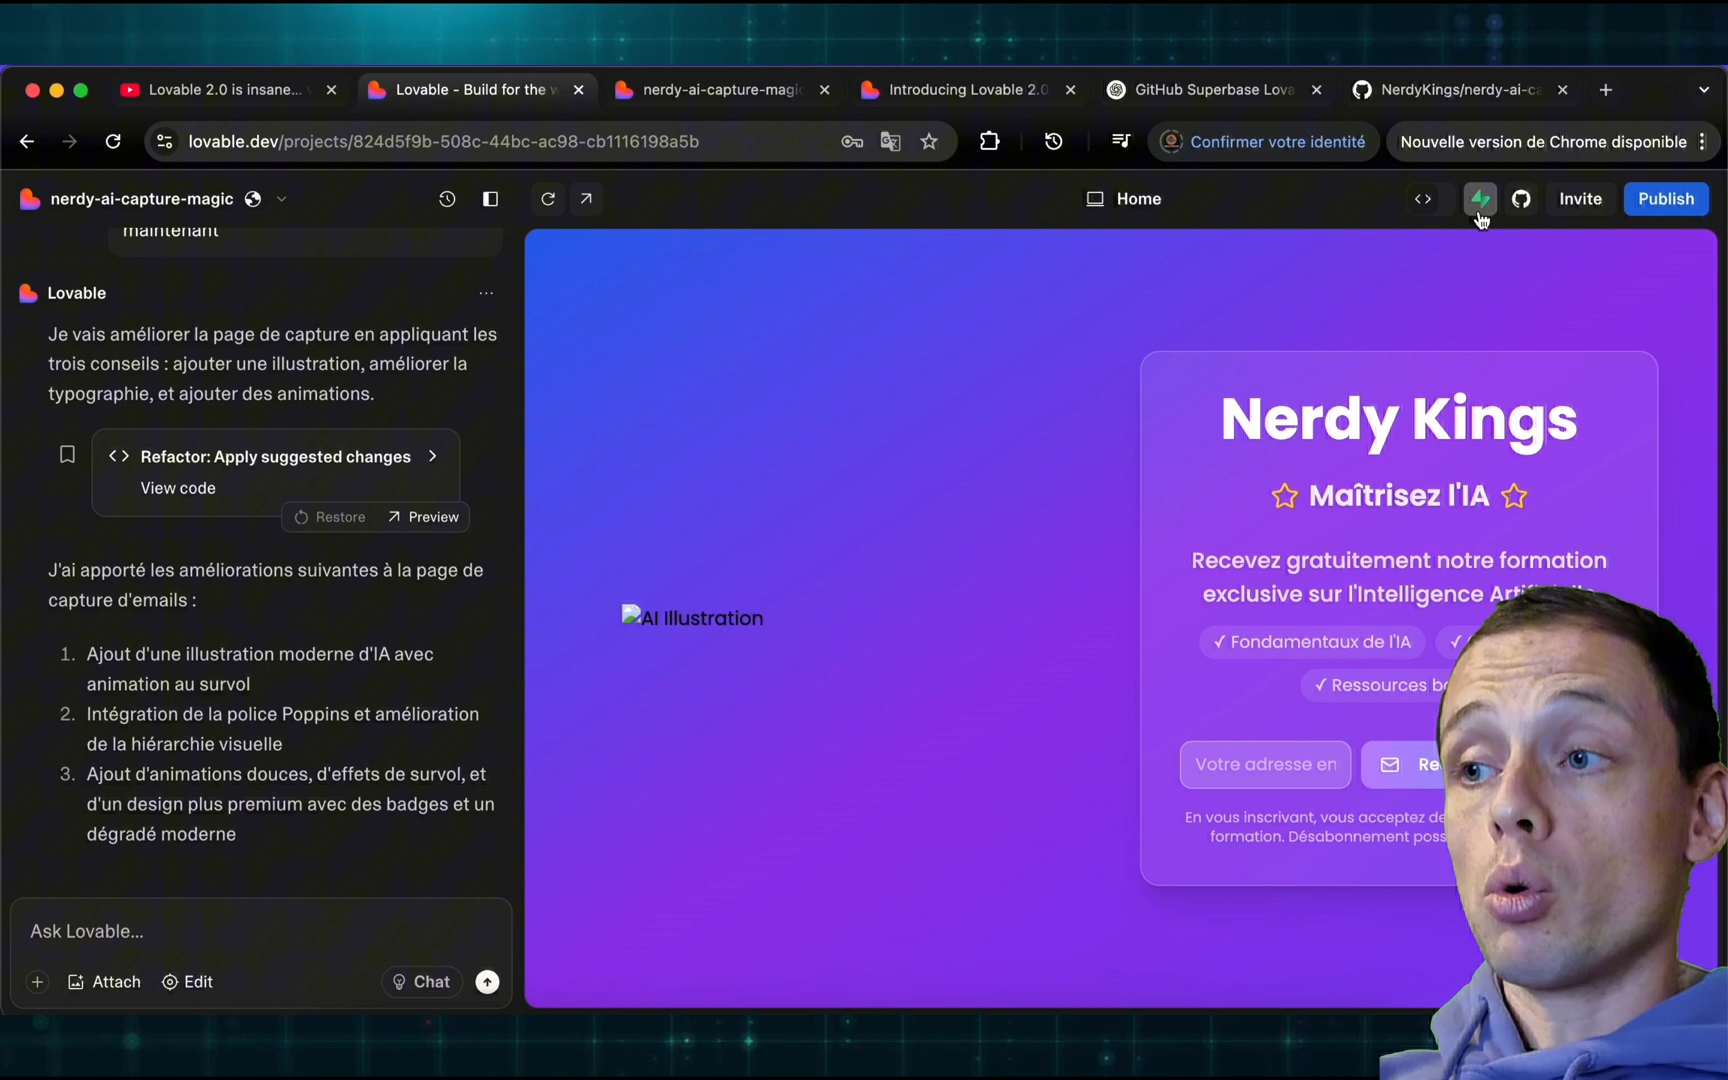 Lovable 2.0 is insane...
Lovable - Build for the w
nerdy-ai-capture-magic
Introducing Lovable 2.0
GitHub Superbase Lova
NerdyKings/nerdy-ai-ca
lovable.dev/projects/824d5f9b-508c-44bc-ac98-cb1116198a5b
Confirmer votre identité
Nouvelle version de Chrome disponible
nerdy-ai-capture-magic
Home
Invite
Publish
maintenant
Lovable
Je vais améliorer la page de capture en appliquant les
trois conseils : ajouter une illustration, améliorer la
typographie, et ajouter des animations.
Refactor: Apply suggested changes
View code
Restore
Preview
J'ai apporté les améliorations suivantes à la page de
capture d'emails :
1. Ajout d'une illustration moderne d'IA avec
animation au survol
2. Intégration de la police Poppins et amélioration
de la hiérarchie visuelle
3. Ajout d'animations douces, d'effets de survol, et
d'un design plus premium avec des badges et un
dégradé moderne
Ask Lovable...
Attach
Edit
Chat
AI Illustration
Nerdy Kings
Maîtrisez l'IA
Recevez gratuitement notre formation
exclusive sur l'Intelligence
✓ Fondamentaux de l'IA
✓
✓ Ressources
Votre adresse
En vous inscrivant, vous acceptez
formation. Désabonnement